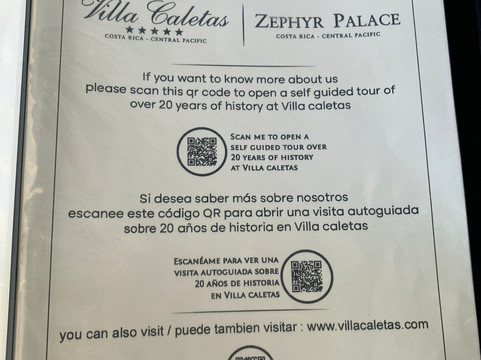 Villa Caletas
★★★★★
COSTA RICA - CENTRAL PACIFIC
ZEPHYR PALACE
COSTA RICA - CENTRAL PACIFIC
If you want to know more about us
please scan this qr code to open a self guided tour of
over 20 years of history at Villa caletas
SCAN ME TO OPEN A
SELF GUIDED TOUR OVER
20 YEARS OF HISTORY
AT VILLA CALETAS
Si desea saber más sobre nosotros
escanee este código QR para abrir una visita autoguiada
sobre 20 años de historia en Villa caletas
ESCANÉAME PARA VER UNA
VISITA AUTOGUIADA SOBRE
20 AÑOS DE HISTORIA
EN VILLA CALETAS
you can also visit / puede tambien visitar : www.villacaletas.com